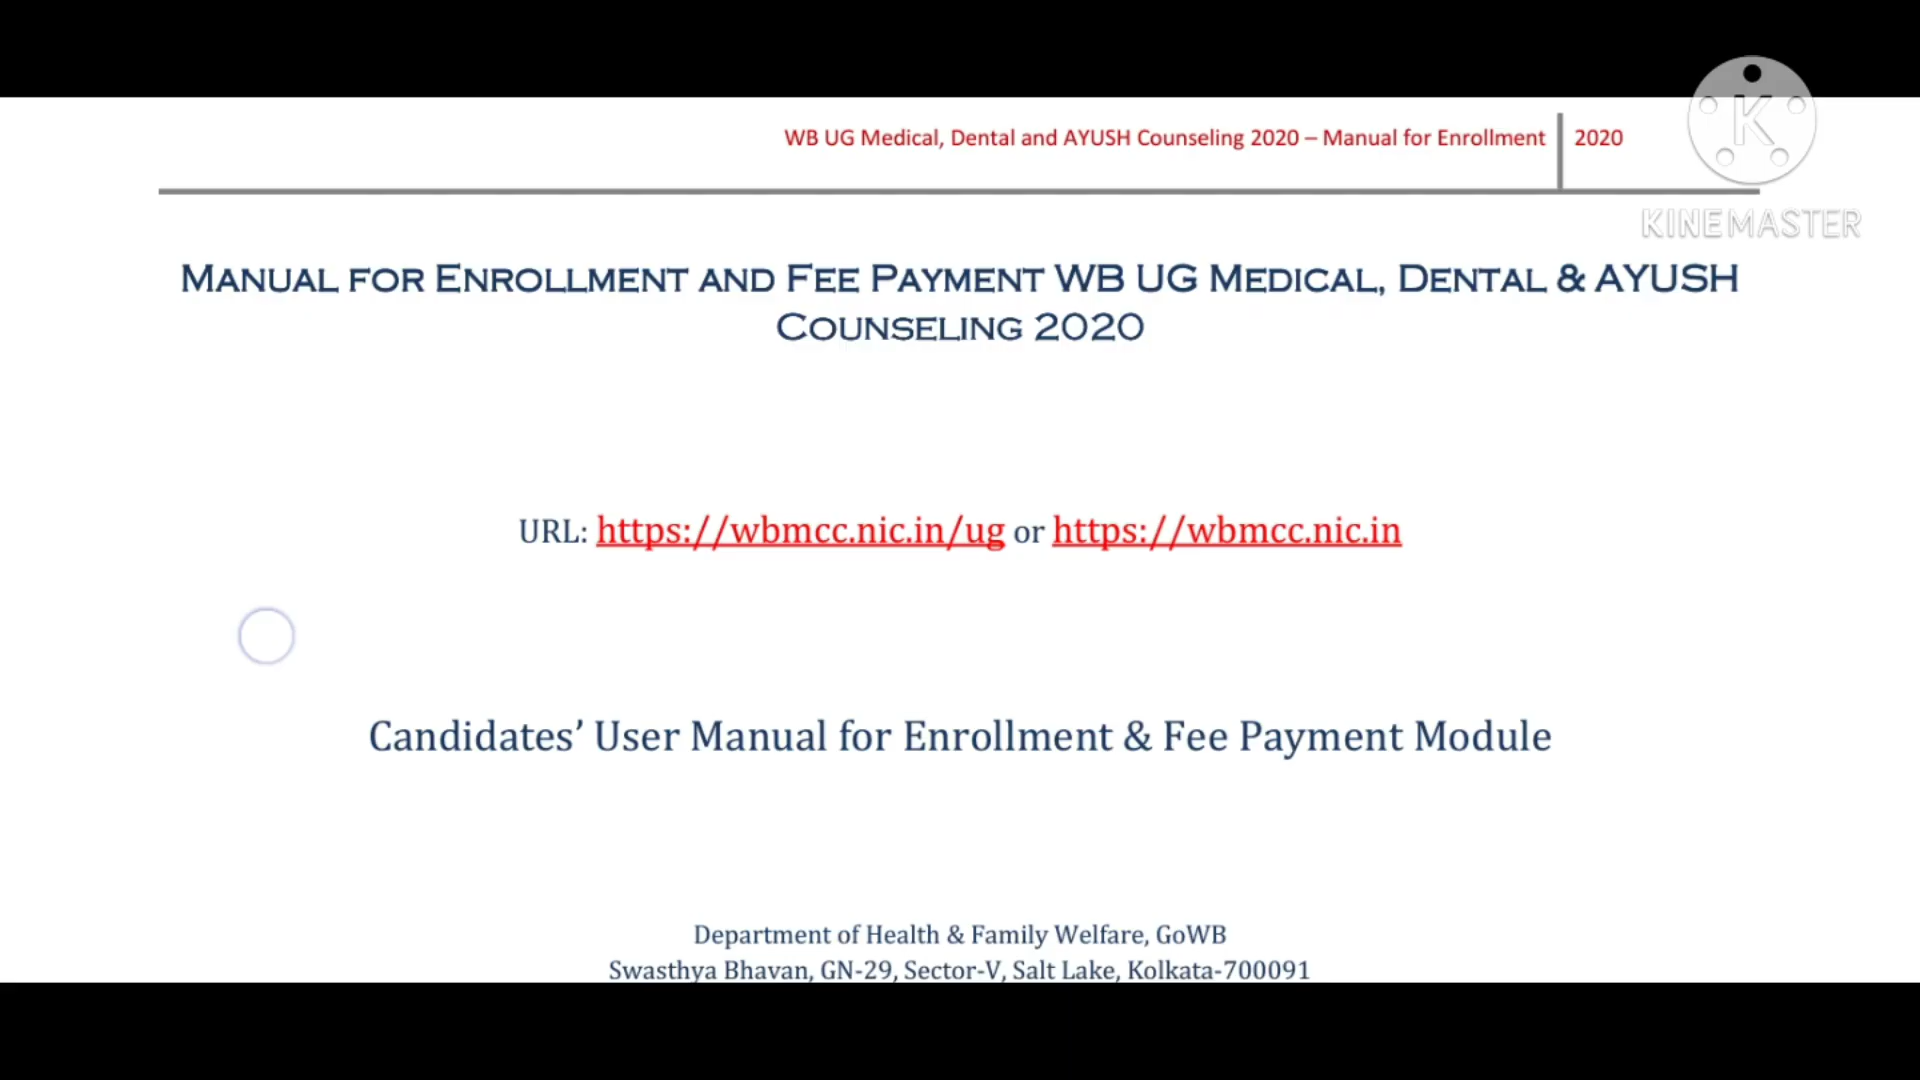 WB UG Medical, Dental and AYUSH Counseling 2020 – Manual for Enrollment 2020
K
KINEMASTER
MANUAL FOR ENROLLMENT AND FEE PAYMENT WB UG MEDICAL, DENTAL & AYUSH
COUNSELING 2020
URL: https://wbmcc.nic.in/ug or https://wbmcc.nic.in
Candidates’ User Manual for Enrollment & Fee Payment Module
Department of Health & Family Welfare, GoWB
Swasthya Bhavan, GN-29, Sector-V, Salt Lake, Kolkata-700091